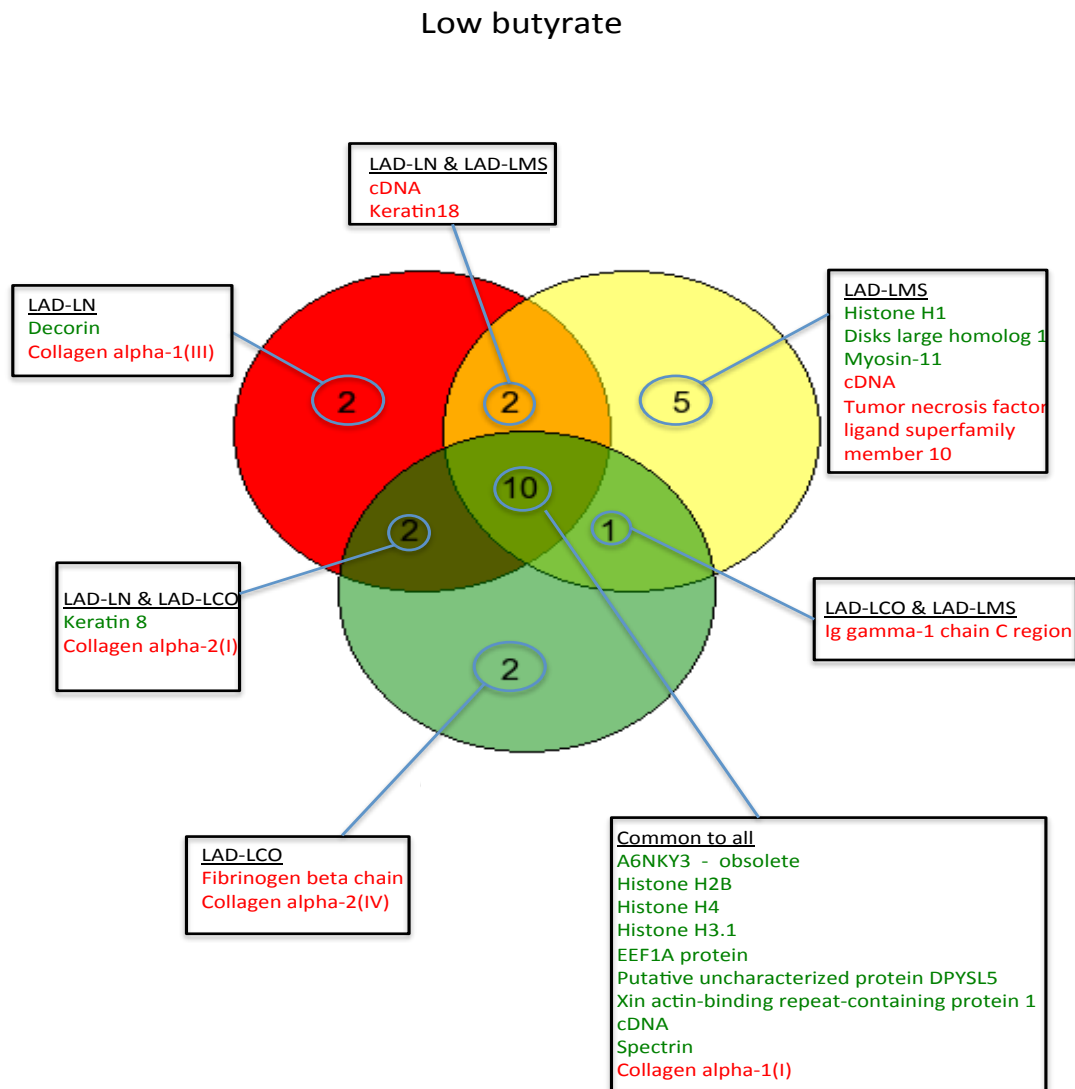 Low butyrate
LAD-LN & LAD-LMS
cDNA
Keratin18
LAD-LN
Decorin
Collagen alpha-1(III)
LAD-LMS
Histone H1
Disks large homolog 1
Myosin-11
cDNA
Tumor necrosis factor
ligand superfamily
member 10
2
2
5
10
2
1
LAD-LN & LAD-LCO
Keratin 8
Collagen alpha-2(I)
LAD-LCO & LAD-LMS
Ig gamma-1 chain C region
2
LAD-LCO
Fibrinogen beta chain
Collagen alpha-2(IV)
Common to all
A6NKY3 - obsolete
Histone H2B
Histone H4
Histone H3.1
EEF1A protein
Putative uncharacterized protein DPYSL5
Xin actin-binding repeat-containing protein 1
cDNA
Spectrin
Collagen alpha-1(I)